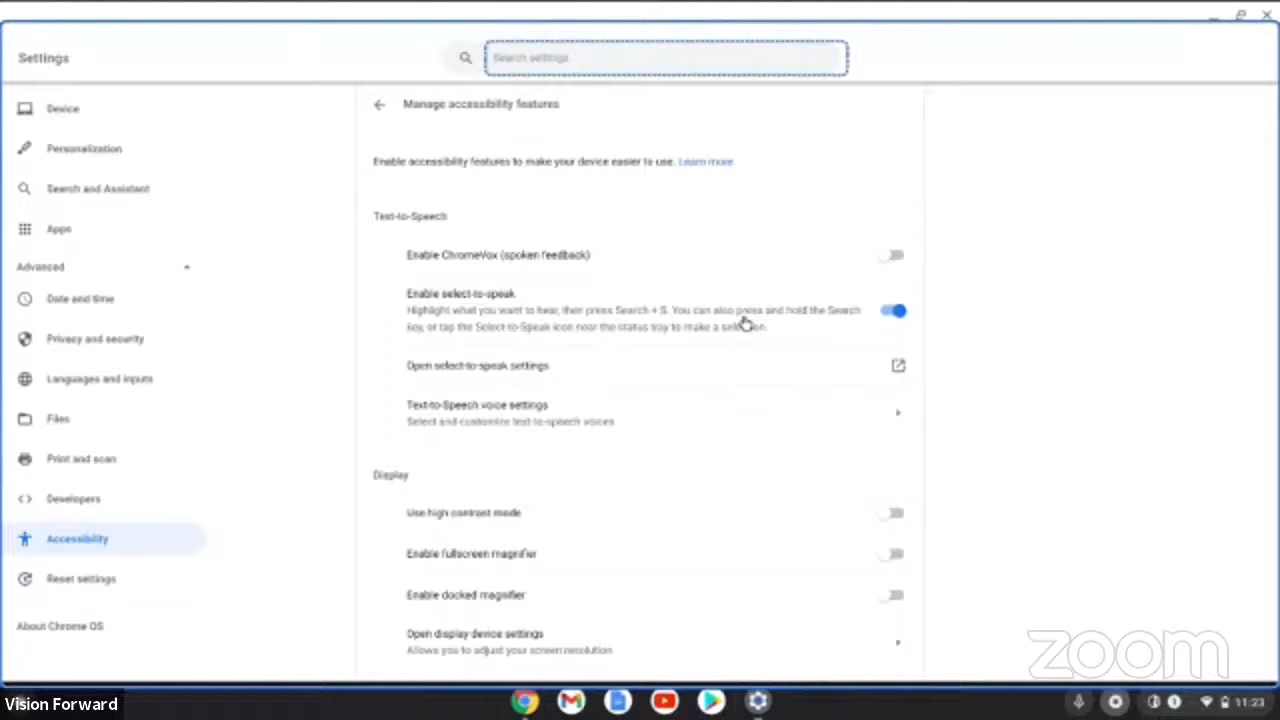 Settings
Search settings
Device
Personalization
Search and Assistant
Apps
Advanced
Date and time
Privacy and security
Languages and inputs
Files
Print and scan
Developers
Accessibility
Reset settings
About Chrome OS
Manage accessibility features
Enable accessibility features to make your device easier to use. Learn more
Text-to-Speech
Enable ChromeVox (spoken feedback)
Enable select-to-speak
Highlight what you want to hear, then press Search + S. You can also press and hold the Search
key, or tap the Select-to-Speak icon near the status tray to make a selection.
Open select-to-speak settings
Text-to-Speech voice settings
Select and customize text-to-speech voices
Display
Use high contrast mode
Enable fullscreen magnifier
Enable docked magnifier
Open display device settings
Allows you to adjust your screen resolution
zoom
Vision Forward
11:23